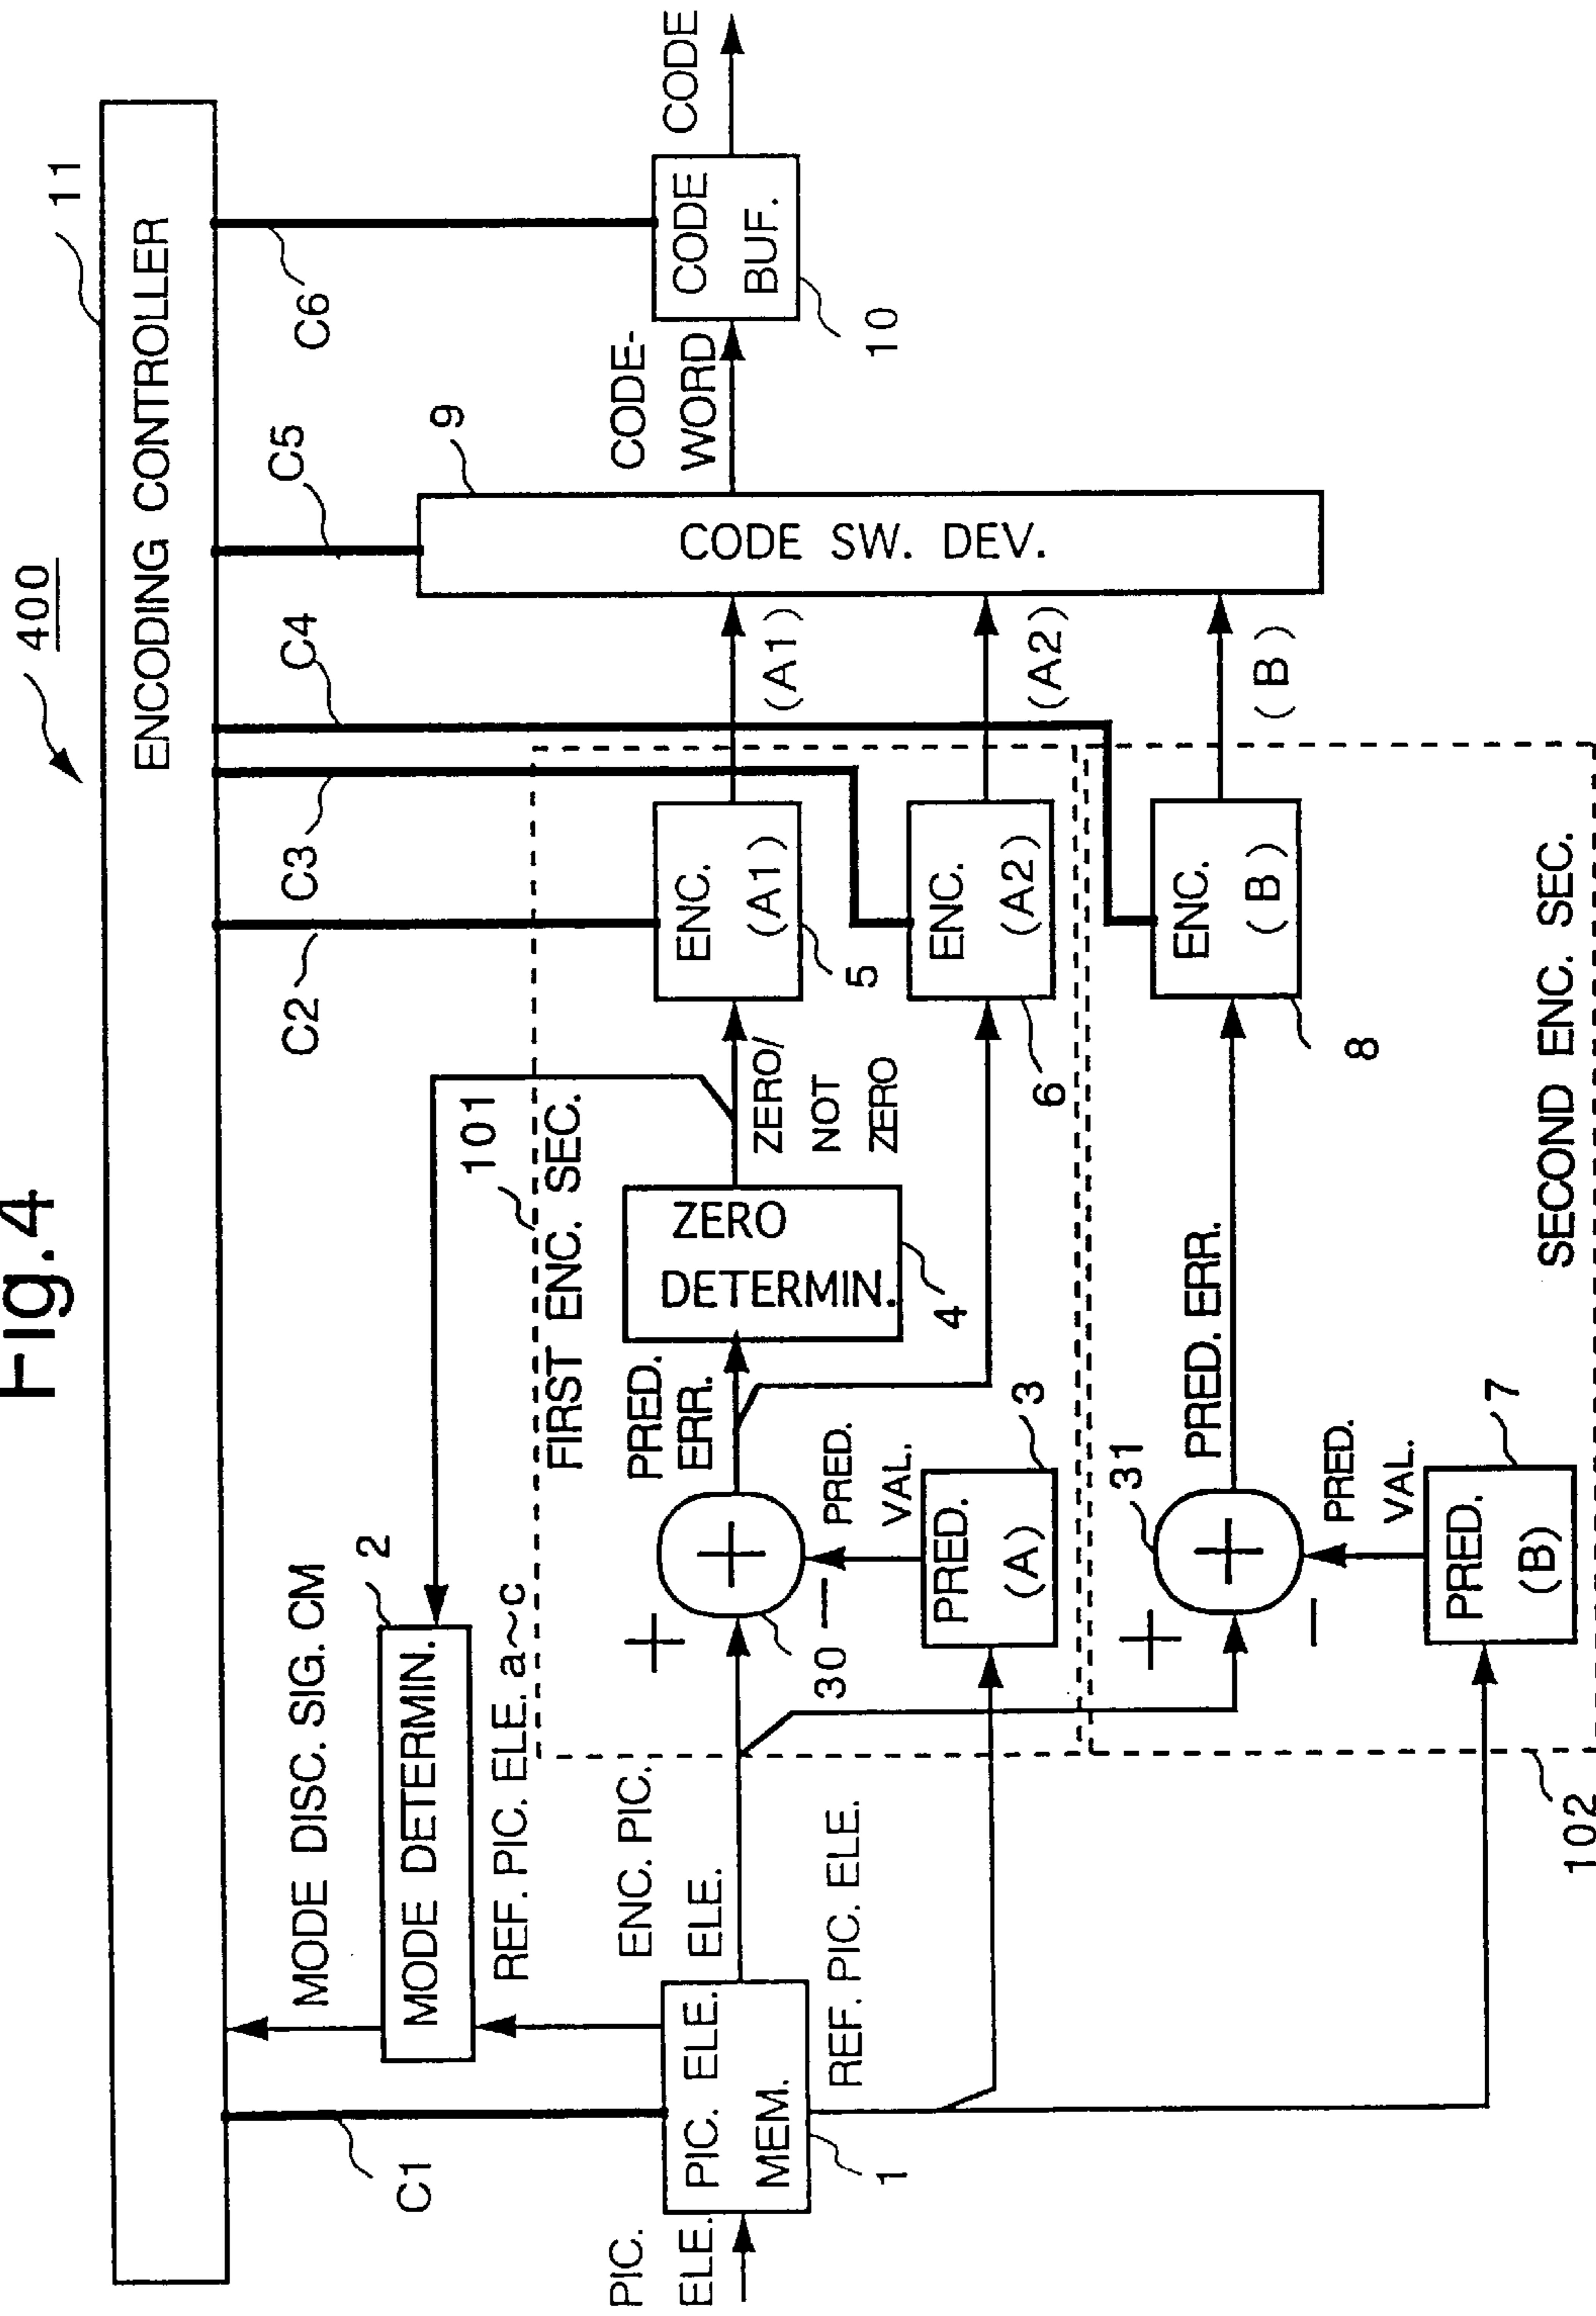 Fig.4
400
11
ENCODING CONTROLLER
C1
C2
C3
C4
C5
C6
MODE DISC. SIG. CM
2
MODE DETERMIN.
REF. PIC. ELE. a~c
101
FIRST ENC. SEC.
PIC.
ELE.
PIC. ELE.
MEM.
1
ENC. PIC.
ELE.
REF. PIC. ELE.
+
+
−
30
PRED.
ERR.
PRED.
VAL.
PRED.
(A)
3
ZERO
DETERMIN.
4
ZERO/
NOT
ZERO
ENC.
(A1)
5
ENC.
(A2)
6
(A1)
(A2)
(B)
9
CODE SW. DEV.
CODE-
WORD
CODE
BUF.
10
CODE
+
+
−
31
PRED. ERR.
PRED.
VAL.
PRED.
(B)
7
ENC.
(B)
8
SECOND ENC. SEC.
102